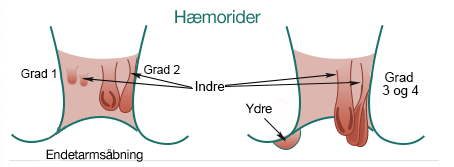 Hæmorider
Grad 1
Grad 2
Indre
Grad
3 og 4
Ydre
Endetarmsåbning